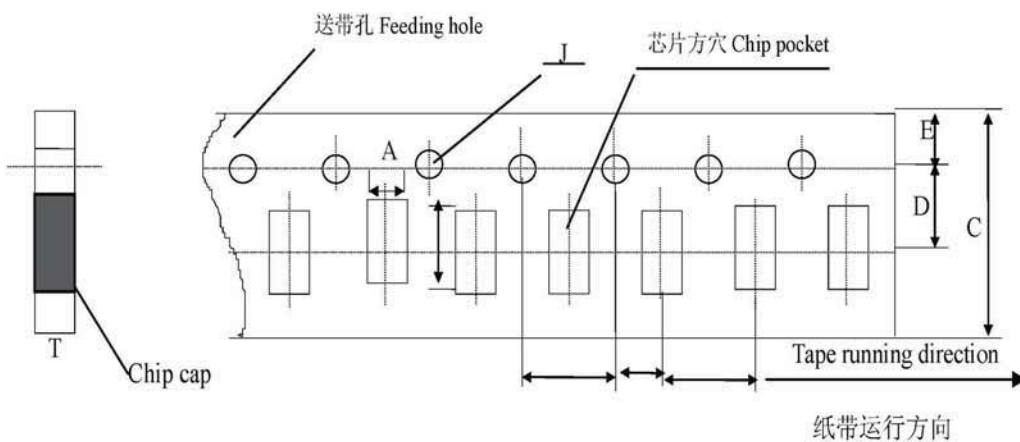 送带孔 Feeding hole
J
芯片方穴 Chip pocket
A
E
D
C
T
Chip cap
Tape running direction
纸带运行方向